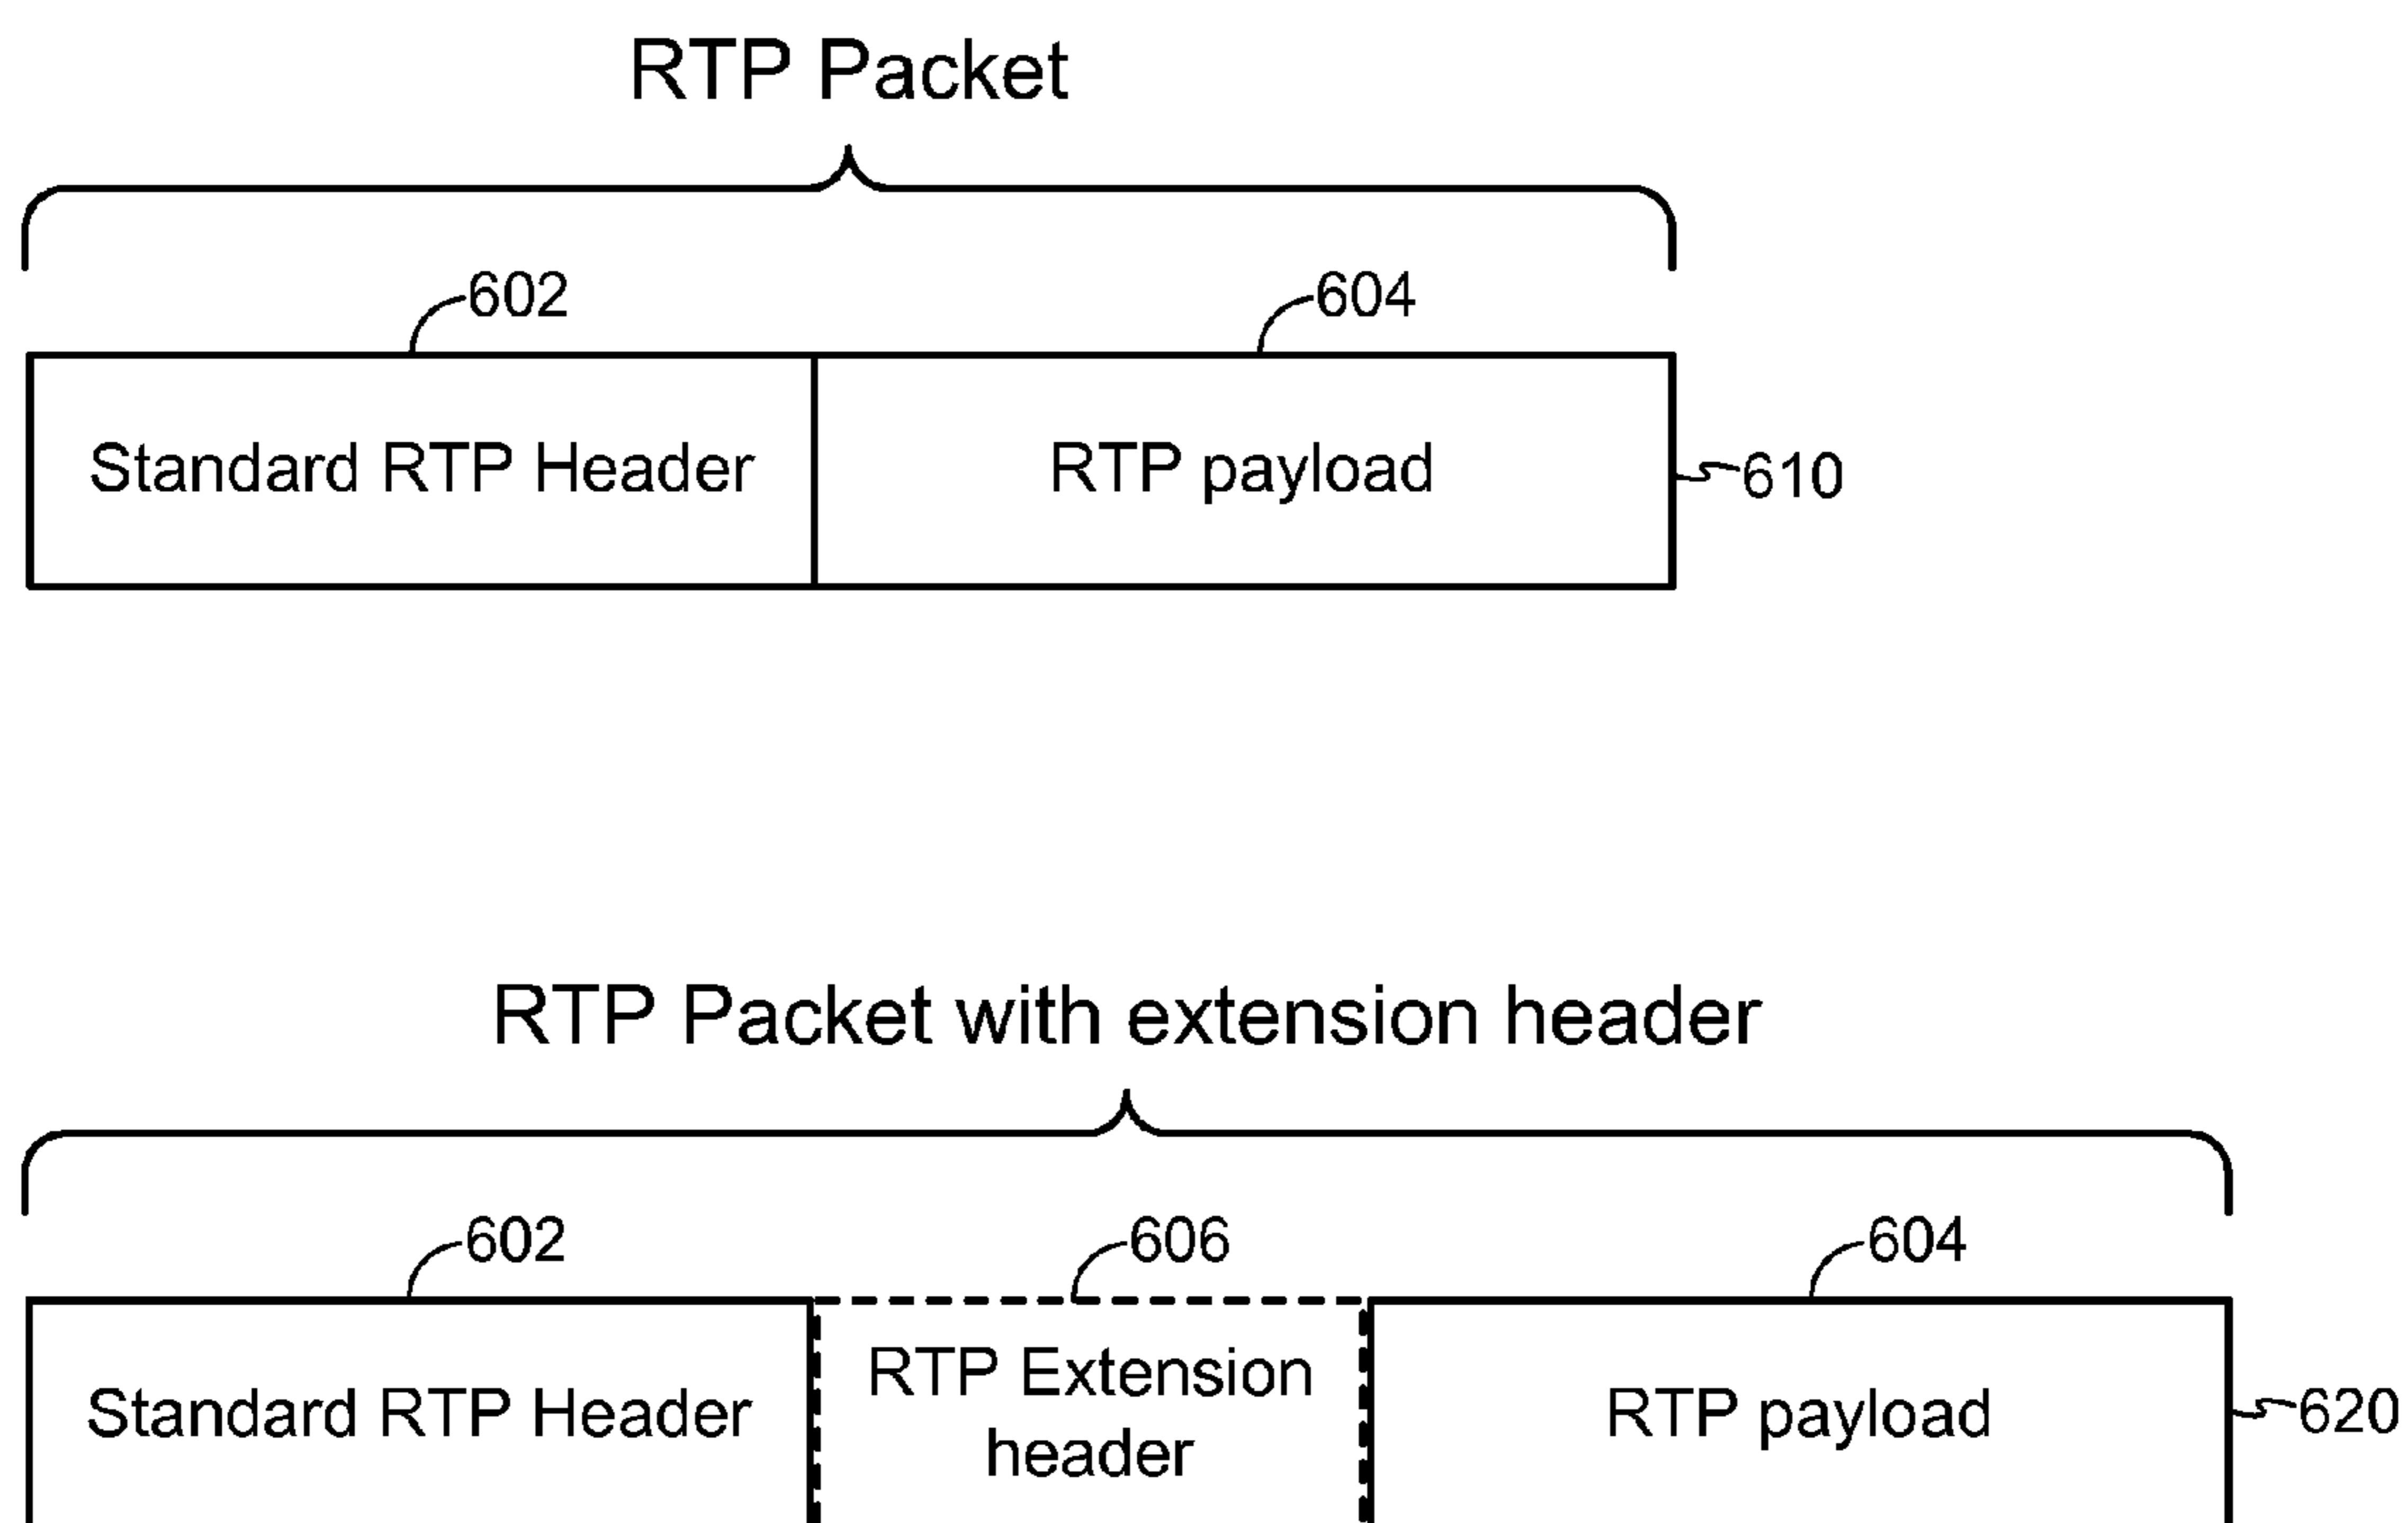 RTP Packet
602
604
Standard RTP Header
RTP payload
610
RTP Packet with extension header
602
606
604
Standard RTP Header
RTP Extension
header
RTP payload
620